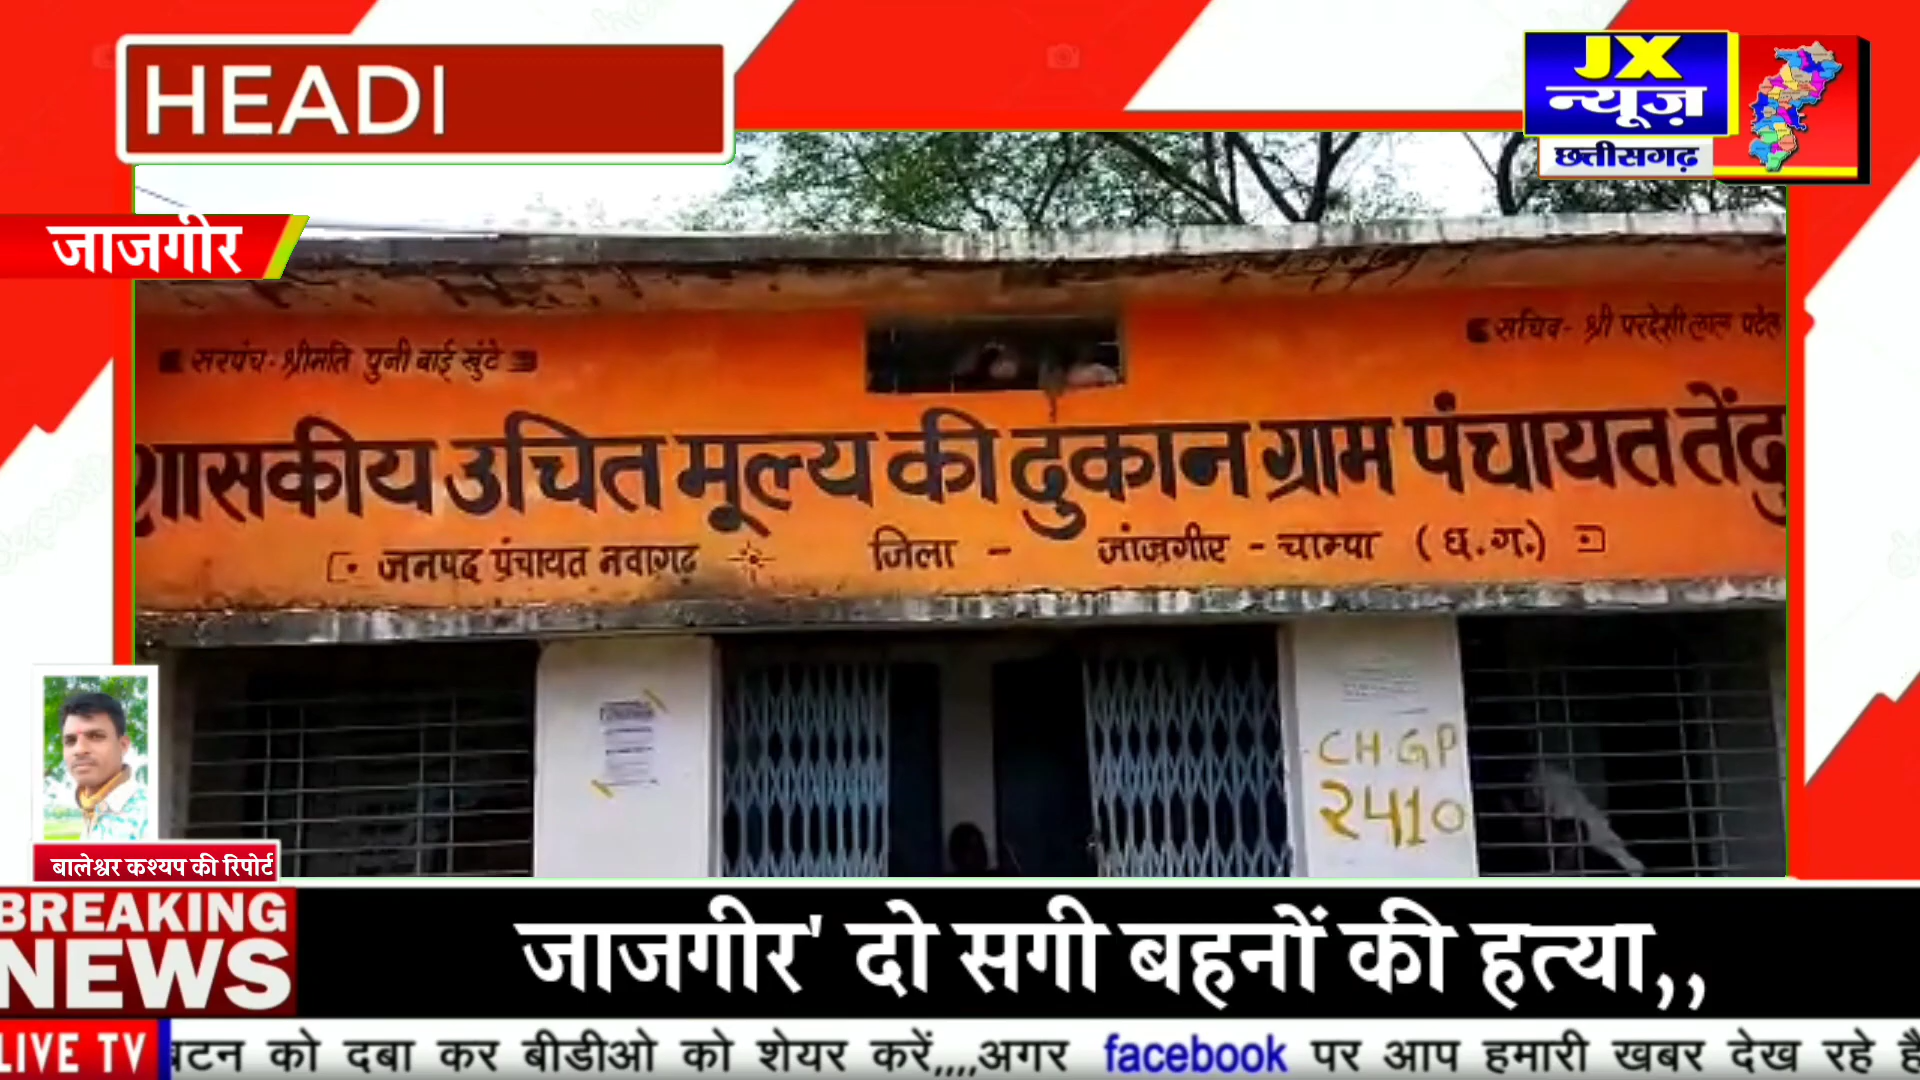 HEADI
JX
न्यूज़
छत्तीसगढ़
जाजगीर
सरपंच-श्रीमति पुनी बाई खुंटे
सचिव- श्री परदेशीलाल पटेल
शासकीय उचित मूल्य की दुकान ग्राम पंचायत तेंदु
जनपद पंचायत नवागढ़ जिला - जांजगीर - चाम्पा (छ.ग.)
CH.GP
२410
बालेश्वर कश्यप की रिपोर्ट
BREAKING
NEWS
जाजगीर' दो सगी बहनों की हत्या,,
LIVE TV
बटन को दबा कर बीडीओ को शेयर करें,,,,अगर facebook पर आप हमारी खबर देख रहे है